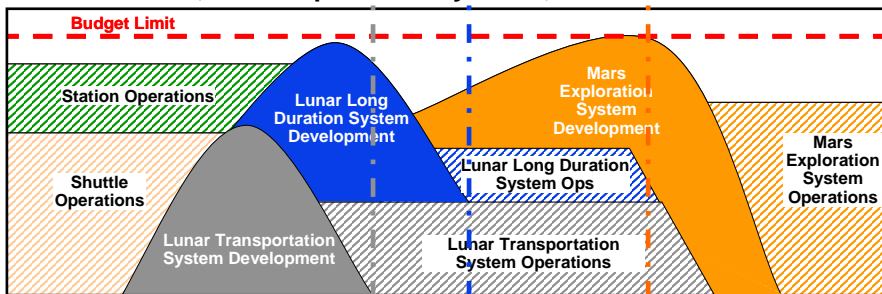 Budget Limit
Station Operations
Shuttle
Operations
Lunar Transportation
System Development
Lunar Long
Duration System
Development
Mars
Exploration
System
Development
Lunar Long Duration
System Ops
Lunar Transportation
System Operations
Mars
Exploration
System
Operations